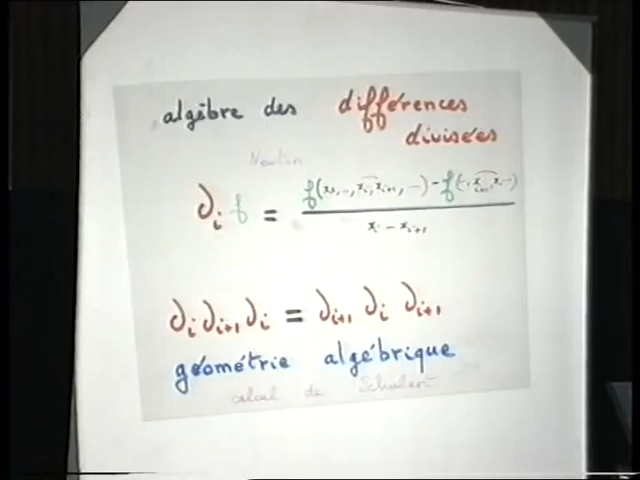 algèbre des différences
divisées
Newton
∂i f = f(x1, .., xi, xi+1, ...) - f(.., xi+1, xi ...)
xi - xi+1
∂i ∂i+1 ∂i = ∂i+1 ∂i ∂i+1
géométrie algébrique
calcul de Schubert